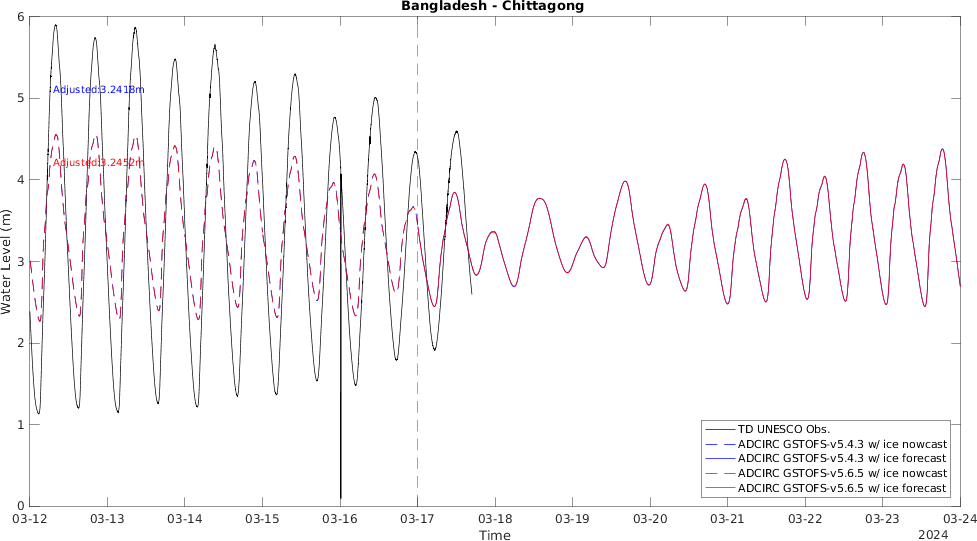 Bangladesh - Chittagong
6
5
4
3
2
1
0
Water Level (m)
Adjusted:3.2418m
Adjusted:3.2452m
TD UNESCO Obs.
ADCIRC GSTOFS-v5.4.3 w/ ice nowcast
ADCIRC GSTOFS-v5.4.3 w/ ice forecast
ADCIRC GSTOFS-v5.6.5 w/ ice nowcast
ADCIRC GSTOFS-v5.6.5 w/ ice forecast
03-12 03-13 03-14 03-15 03-16 03-17 03-18 03-19 03-20 03-21 03-22 03-23 03-24
Time
2024